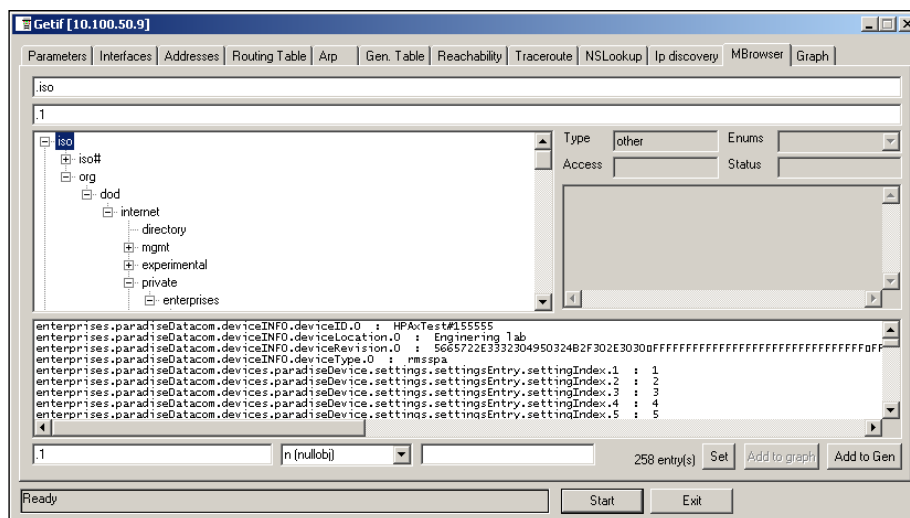 Getif [10.100.50.9]
Parameters Interfaces Addresses Routing Table Arp Gen. Table Reachability Traceroute NSLookup Ip discovery MBrowser Graph
.iso
.1
iso
iso#
org
dod
internet
directory
mgmt
experimental
private
enterprises
Type other Enums
Access Status
enterprises.paradiseDatacom.deviceINFO.deviceID.0 : HPAxTest#155555
enterprises.paradiseDatacom.deviceINFO.deviceLocation.0 : Enginering lab
enterprises.paradiseDatacom.deviceINFO.deviceRevision.0 :
enterprises.paradiseDatacom.deviceINFO.deviceType.0 : rmsspa
enterprises.paradiseDatacom.devices.paradiseDevice.settings.settingsEntry.settingIndex.1 : 1
enterprises.paradiseDatacom.devices.paradiseDevice.settings.settingsEntry.settingIndex.2 : 2
enterprises.paradiseDatacom.devices.paradiseDevice.settings.settingsEntry.settingIndex.3 : 3
enterprises.paradiseDatacom.devices.paradiseDevice.settings.settingsEntry.settingIndex.4 : 4
enterprises.paradiseDatacom.devices.paradiseDevice.settings.settingsEntry.settingIndex.5 : 5
.1 n (nullobj) 258 entry(s) Set Add to graph Add to Gen
Ready Start Exit